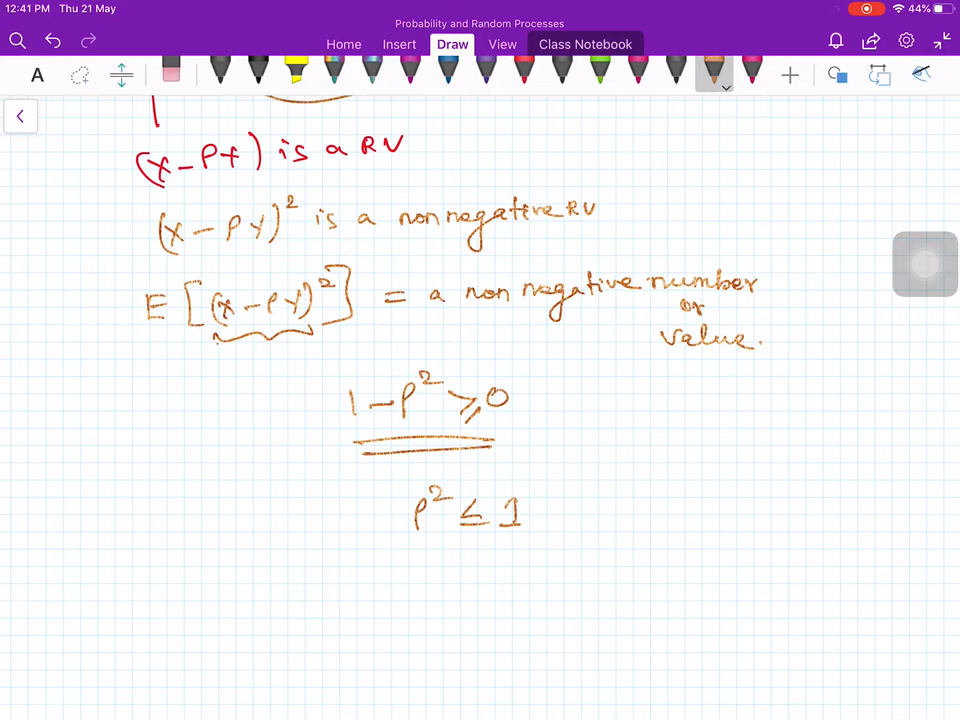 12:41 PM Thu 21 May 44%
Probability and Random Processes
Home Insert Draw View Class Notebook
A
(X - ρY) is a RV
(X - ρY)² is a non negative RV
E [(X - ρY)²] = a non negative number
or
value.
1 - ρ² ≥ 0
ρ² ≤ 1